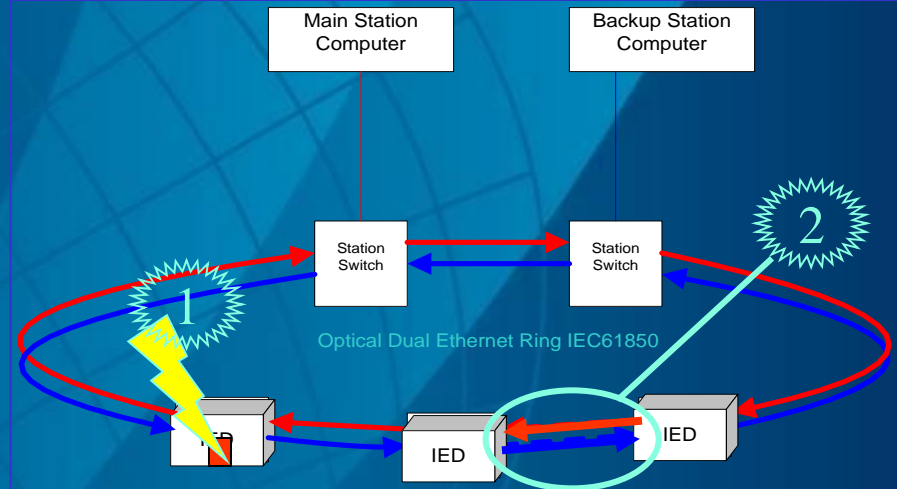 Main Station
Computer
Backup Station
Computer
2
Station
Switch
Station
Switch
1
Optical Dual Ethernet Ring IEC61850
IED
IED